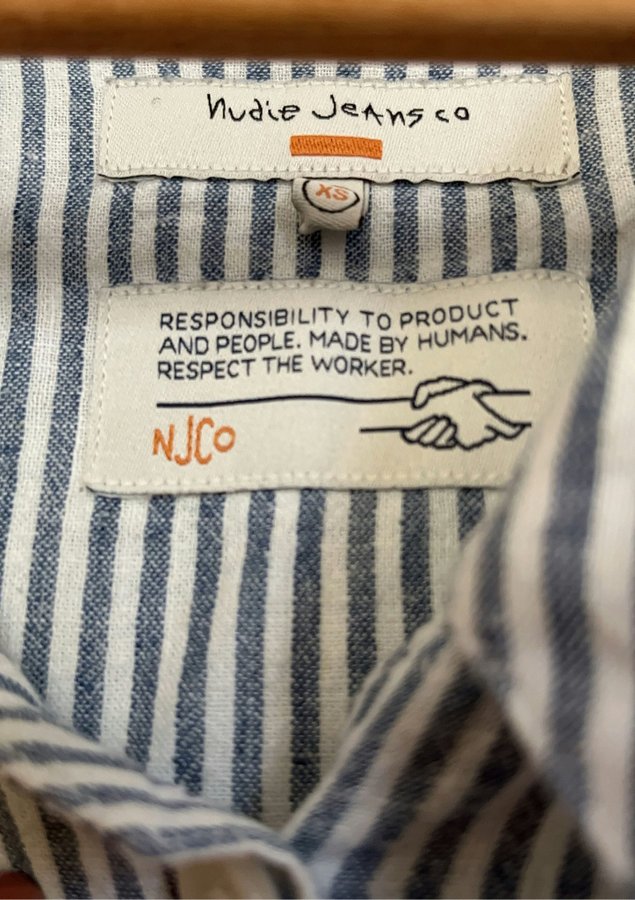 nudie Jeans co
XS
RESPONSIBILITY TO PRODUCT
AND PEOPLE. MADE BY HUMANS.
RESPECT THE WORKER.
NJCo